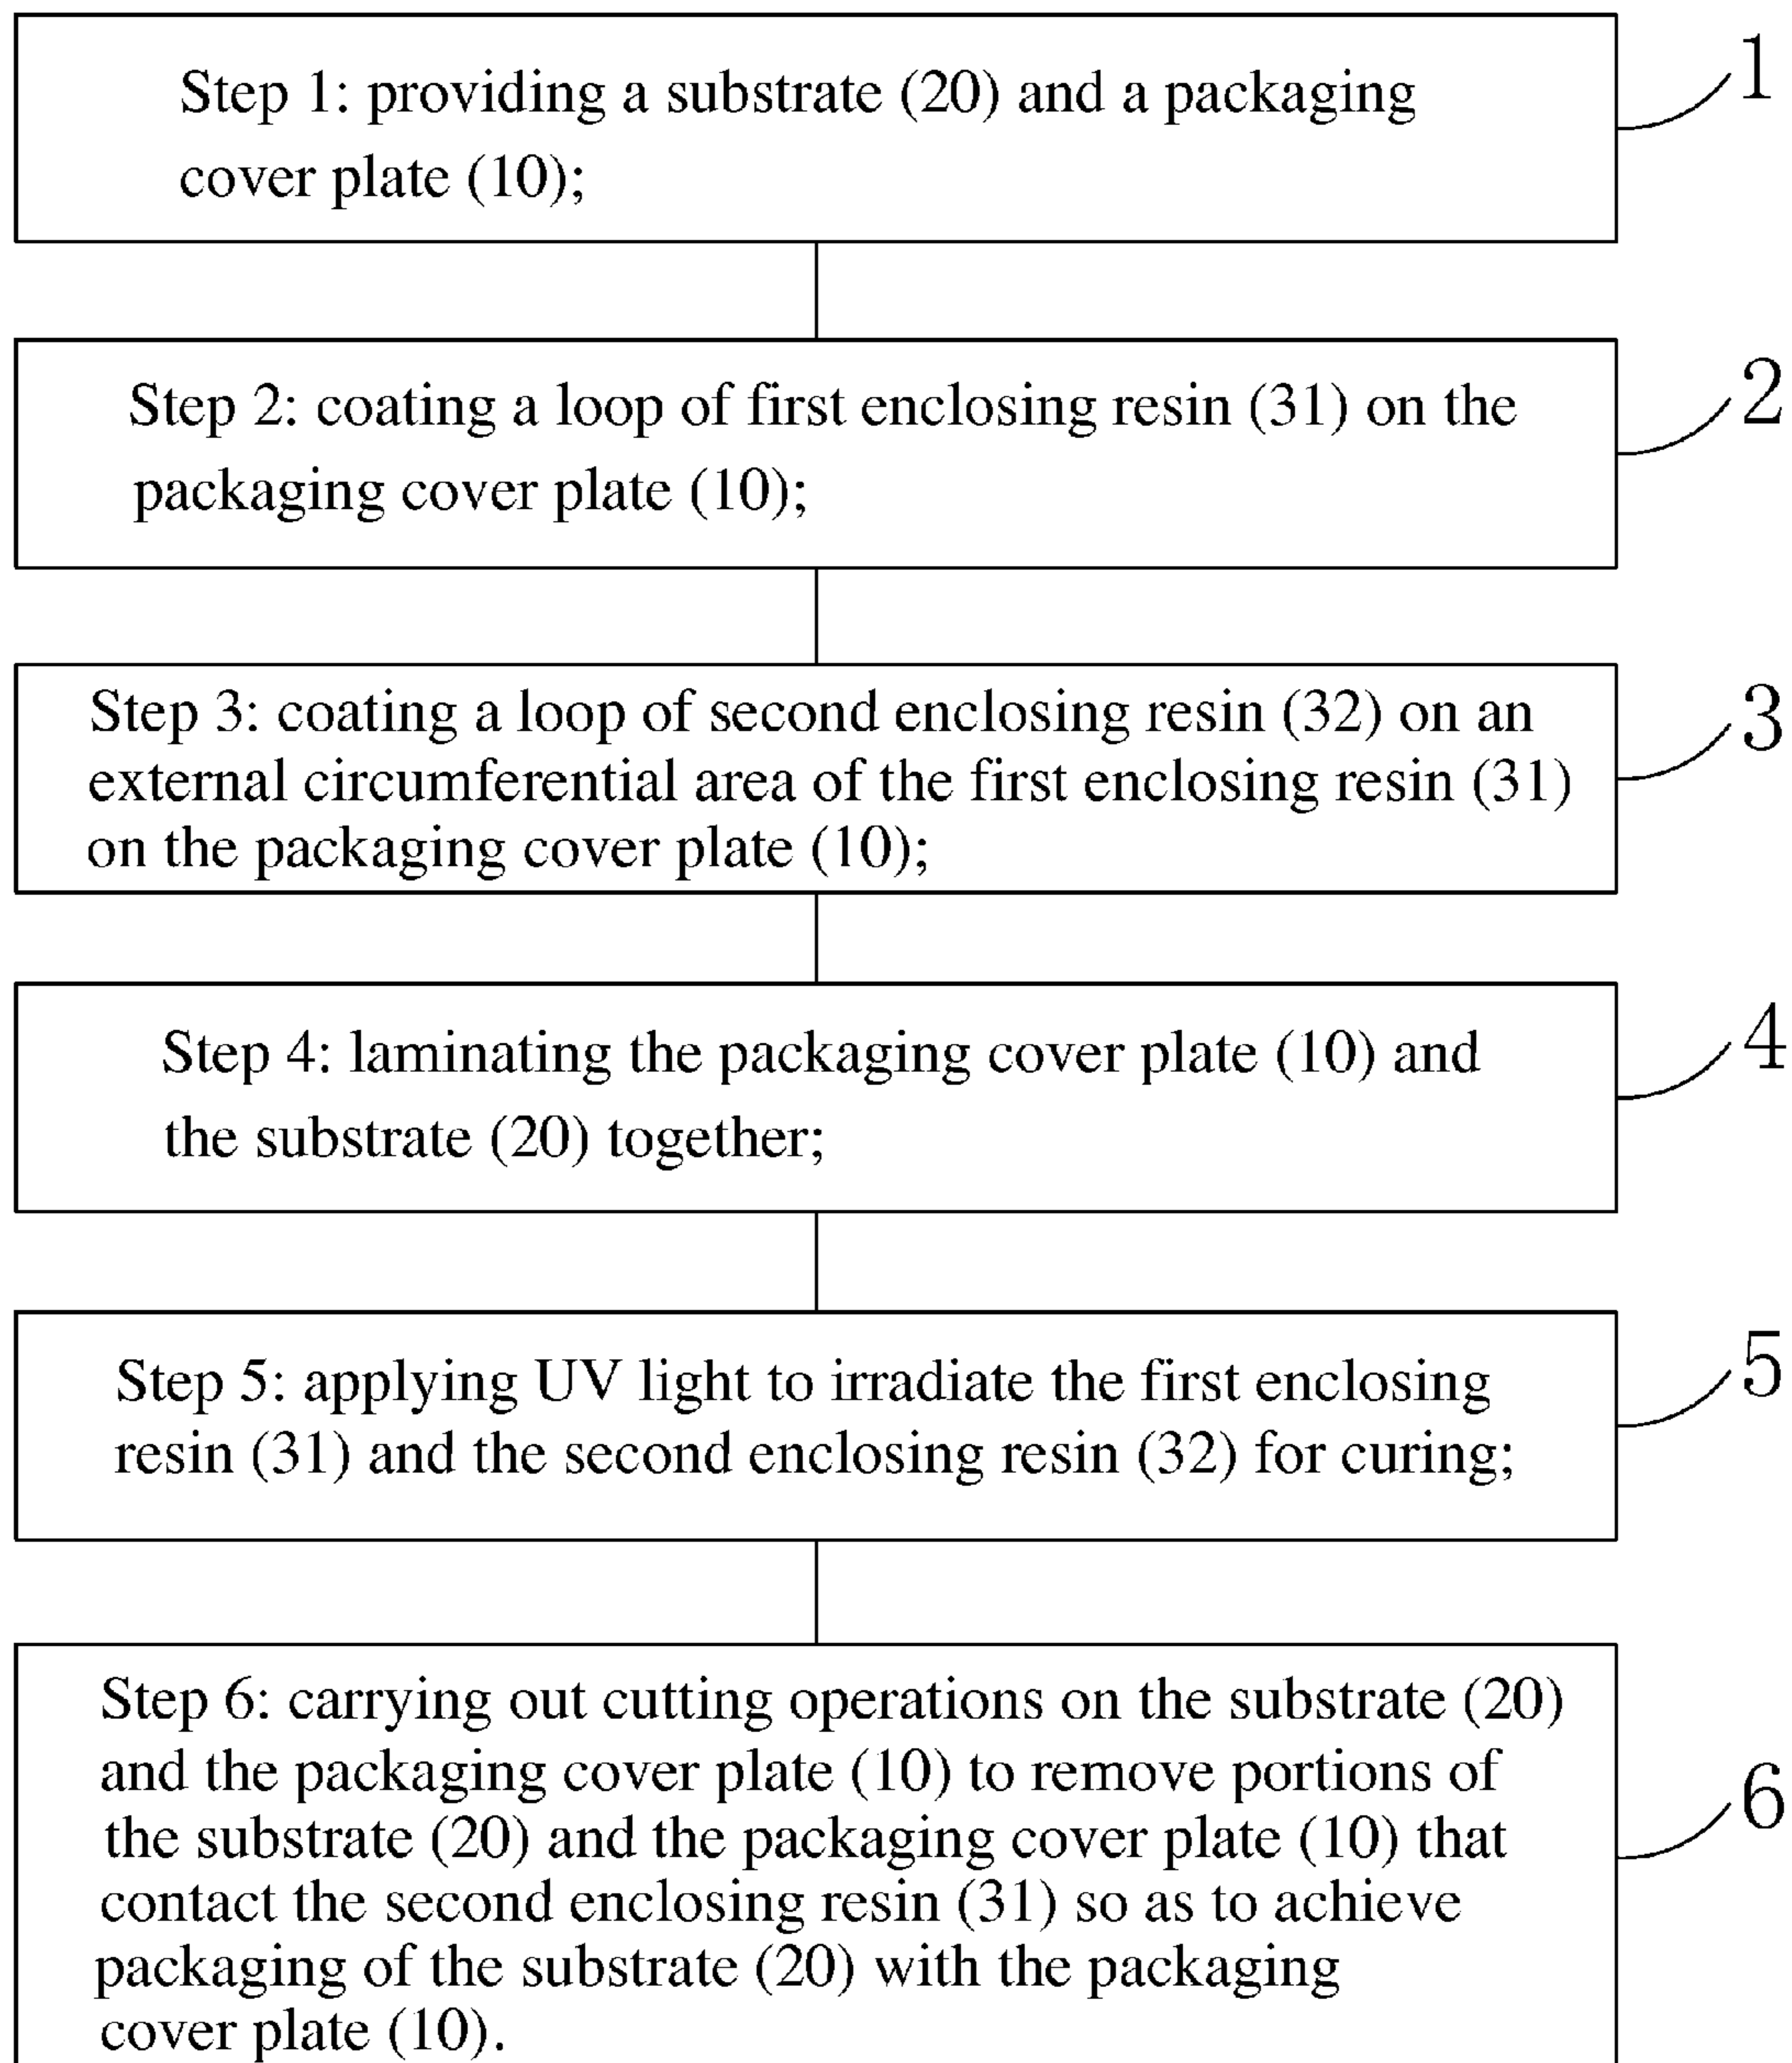 Step 1: providing a substrate (20) and a packaging
cover plate (10);
1
Step 2: coating a loop of first enclosing resin (31) on the
packaging cover plate (10);
2
Step 3: coating a loop of second enclosing resin (32) on an
external circumferential area of the first enclosing resin (31)
on the packaging cover plate (10);
3
Step 4: laminating the packaging cover plate (10) and
the substrate (20) together;
4
Step 5: applying UV light to irradiate the first enclosing
resin (31) and the second enclosing resin (32) for curing;
5
Step 6: carrying out cutting operations on the substrate (20)
and the packaging cover plate (10) to remove portions of
the substrate (20) and the packaging cover plate (10) that
contact the second enclosing resin (31) so as to achieve
packaging of the substrate (20) with the packaging
cover plate (10).
6